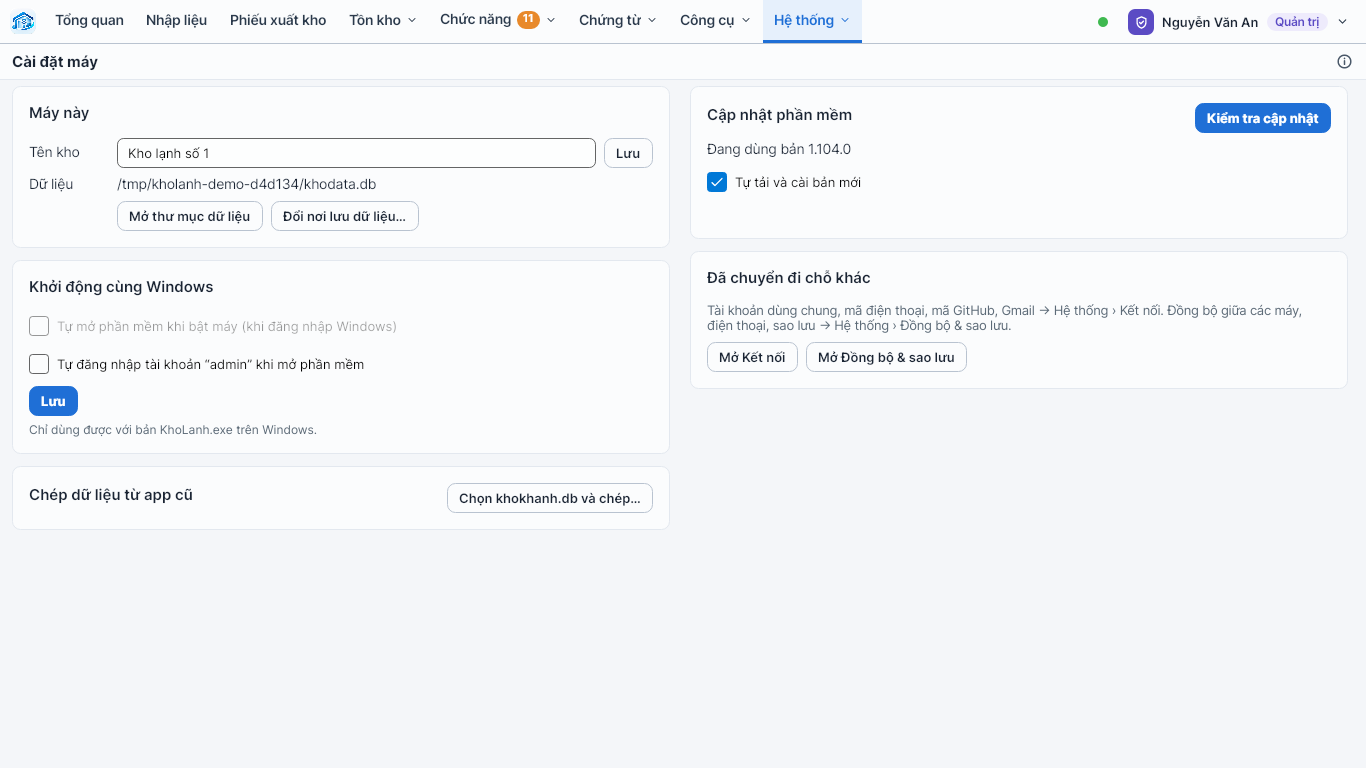 Tổng quan
Nhập liệu
Phiếu xuất kho
Tồn kho
Chức năng 11
Chứng từ
Công cụ
Hệ thống
Nguyễn Văn An
Quản trị
Cài đặt máy
Máy này
Tên kho
Kho lạnh số 1
Lưu
Dữ liệu
/tmp/kholanh-demo-d4d134/khodata.db
Mở thư mục dữ liệu
Đổi nơi lưu dữ liệu...
Khởi động cùng Windows
Tự mở phần mềm khi bật máy (khi đăng nhập Windows)
Tự đăng nhập tài khoản “admin” khi mở phần mềm
Lưu
Chỉ dùng được với bản KhoLanh.exe trên Windows.
Chép dữ liệu từ app cũ
Chọn khokhanh.db và chép...
Cập nhật phần mềm
Kiểm tra cập nhật
Đang dùng bản 1.104.0
Tự tải và cài bản mới
Đã chuyển đi chỗ khác
Tài khoản dùng chung, mã điện thoại, mã GitHub, Gmail → Hệ thống › Kết nối. Đồng bộ giữa các máy,
điện thoại, sao lưu → Hệ thống › Đồng bộ & sao lưu.
Mở Kết nối
Mở Đồng bộ & sao lưu